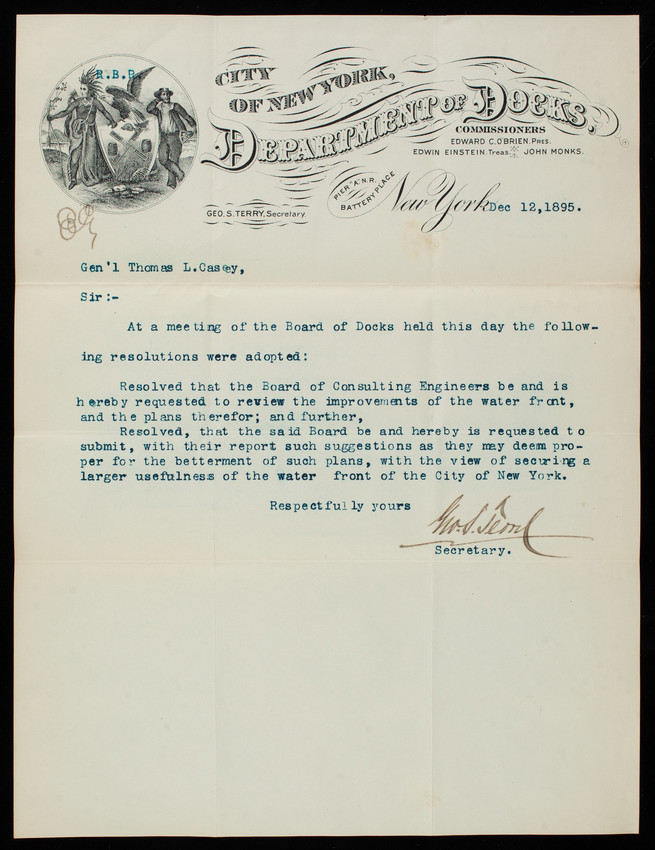 R.B.P.
CITY
OF NEW YORK,
DEPARTMENT OF DOCKS,
COMMISSIONERS
EDWARD C. O'BRIEN, Pres.
EDWIN EINSTEIN, Treas. JOHN MONKS.
PIER "A" N.R.
BATTERY PLACE
GEO. S. TERRY, Secretary.
New York Dec 12,1895.
Gen'l Thomas L.Casey,
Sir:-
At a meeting of the Board of Docks held this day the follow-
ing resolutions were adopted:
Resolved that the Board of Consulting Engineers be and is
hereby requested to review the improvements of the water front,
and the plans therefor; and further,
Resolved, that the said Board be and hereby is requested to
submit, with their report such suggestions as they may deem pro-
per for the betterment of such plans, with the view of securing a
larger usefulness of the water front of the City of New York.
Respectfully yours
Geo. S. Terry
Secretary.